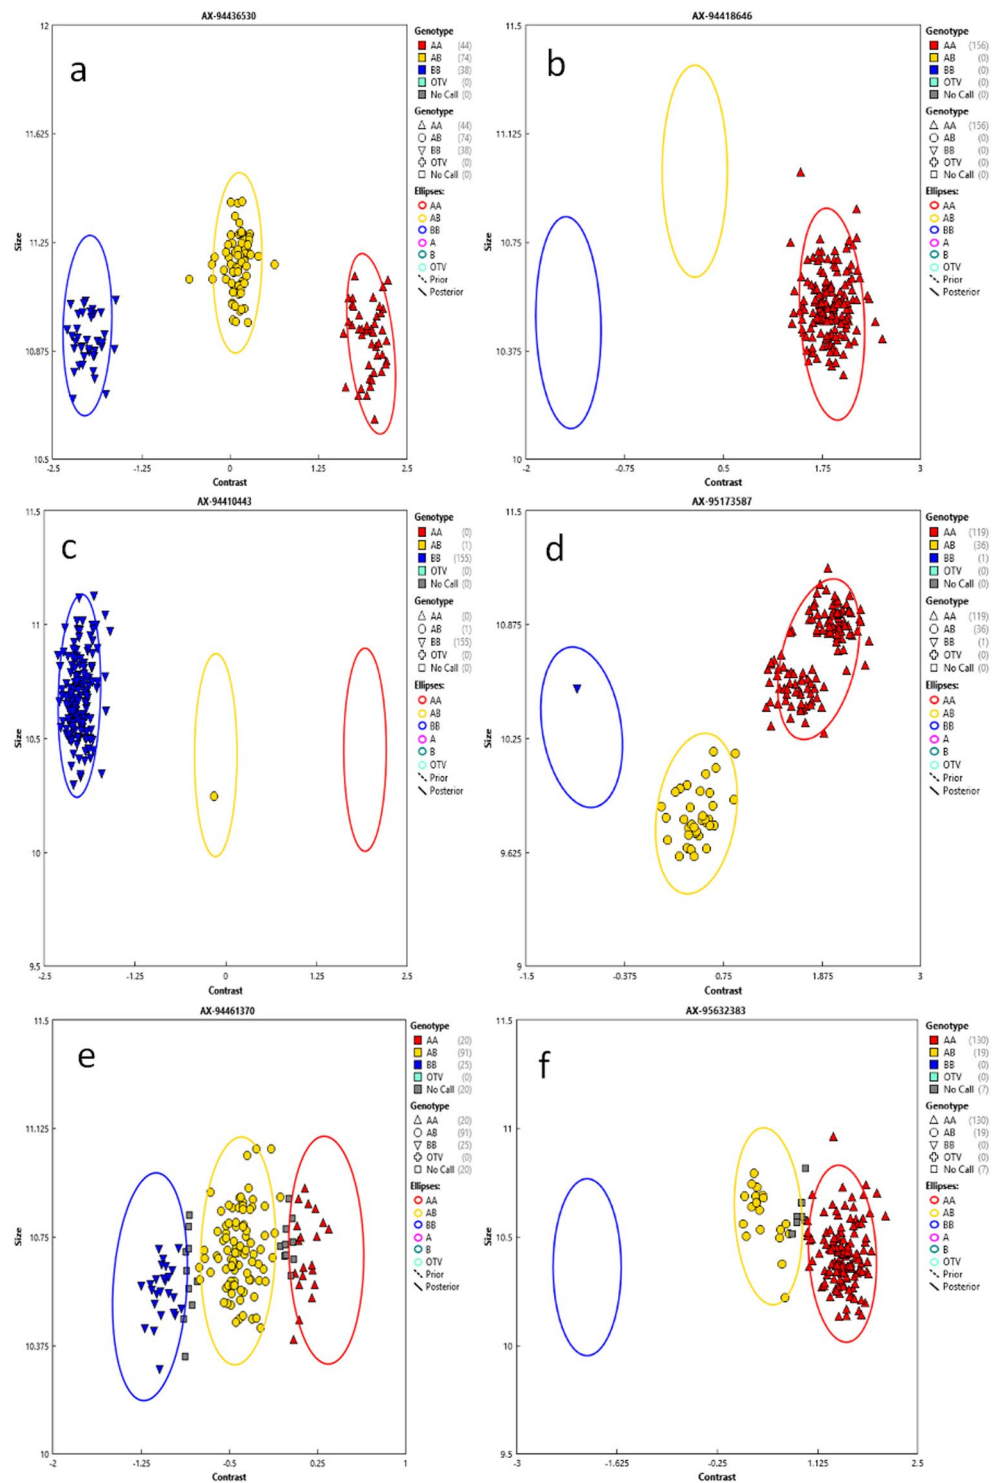 AX-94436530
a
12
11.625
11.25
10.875
10.5
Size
-2.5 -1.25 0 1.25 2.5
Contrast
Genotype
AA (44)
AB (74)
BB (38)
OTV (0)
No Call (0)
Genotype
AA (44)
AB (74)
BB (38)
OTV (0)
No Call (0)
Ellipses:
AA
AB
BB
A
B
OTV
Prior
Posterior
AX-94418646
b
11.5
11.125
10.75
10.375
10
Size
-2 -0.75 0.5 1.75 3
Contrast
Genotype
AA (156)
AB (0)
BB (0)
OTV (0)
No Call (0)
Genotype
AA (156)
AB (0)
BB (0)
OTV (0)
No Call (0)
Ellipses:
AA
AB
BB
A
B
OTV
Prior
Posterior
AX-94410443
c
11.5
11
10.5
10
9.5
Size
-2.5 -1.25 0 1.25 2.5
Contrast
Genotype
AA (0)
AB (1)
BB (155)
OTV (0)
No Call (0)
Genotype
AA (0)
AB (1)
BB (155)
OTV (0)
No Call (0)
Ellipses:
AA
AB
BB
A
B
OTV
Prior
Posterior
AX-95173587
d
11.5
10.875
10.25
9.625
9
Size
-1.5 -0.375 0.75 1.875 3
Contrast
Genotype
AA (119)
AB (36)
BB (1)
OTV (0)
No Call (0)
Genotype
AA (119)
AB (36)
BB (1)
OTV (0)
No Call (0)
Ellipses:
AA
AB
BB
A
B
OTV
Prior
Posterior
AX-94461370
e
11.5
11.125
10.75
10.375
10
Size
-2 -1.25 -0.5 0.25 1
Contrast
Genotype
AA (20)
AB (91)
BB (25)
OTV (0)
No Call (20)
Genotype
AA (20)
AB (91)
BB (25)
OTV (0)
No Call (20)
Ellipses:
AA
AB
BB
A
B
OTV
Prior
Posterior
AX-95632383
f
11.5
11
10.5
10
9.5
Size
-3 -1.625 -0.25 1.125 2.5
Contrast
Genotype
AA (130)
AB (19)
BB (0)
OTV (0)
No Call (7)
Genotype
AA (130)
AB (19)
BB (0)
OTV (0)
No Call (7)
Ellipses:
AA
AB
BB
A
B
OTV
Prior
Posterior